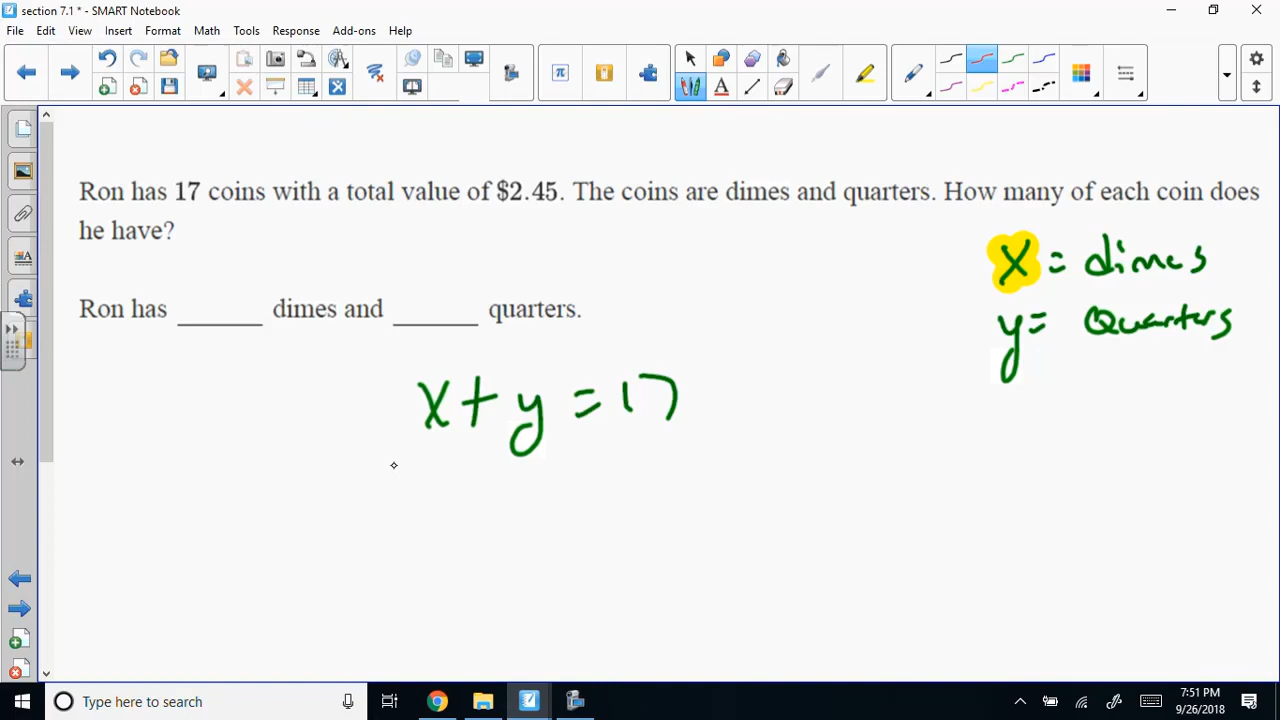 section 7.1 * - SMART Notebook
File Edit View Insert Format Math Tools Response Add-ons Help
Ron has 17 coins with a total value of $2.45. The coins are dimes and quarters. How many of each coin does
he have?
x = dimes
Ron has ______ dimes and ______ quarters.
y = Quarters
x + y = 17
Type here to search
7:51 PM
9/26/2018